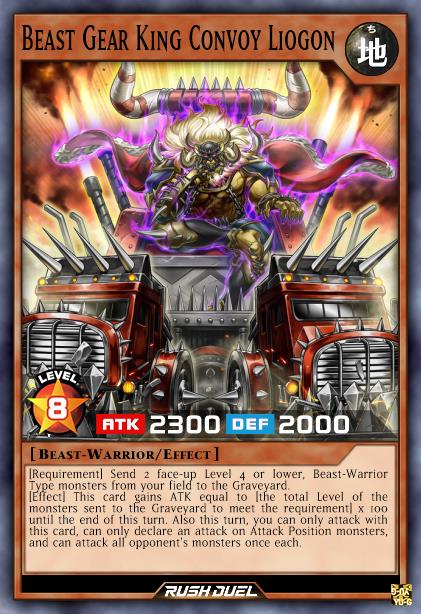 BEAST GEAR KING CONVOY LIOGON
ち
地
LEVEL
8
ATK 2300 DEF 2000
[BEAST-WARRIOR/EFFECT]
[Requirement] Send 2 face-up Level 4 or lower, Beast-Warrior
Type monsters from your field to the Graveyard.
[Effect] This card gains ATK equal to [the total Level of the
monsters sent to the Graveyard to meet the requirement] x 100
until the end of this turn. Also this turn, you can only attack with
this card, can only declare an attack on Attack Position monsters,
and can attack all opponent's monsters once each.
RUSH DUEL